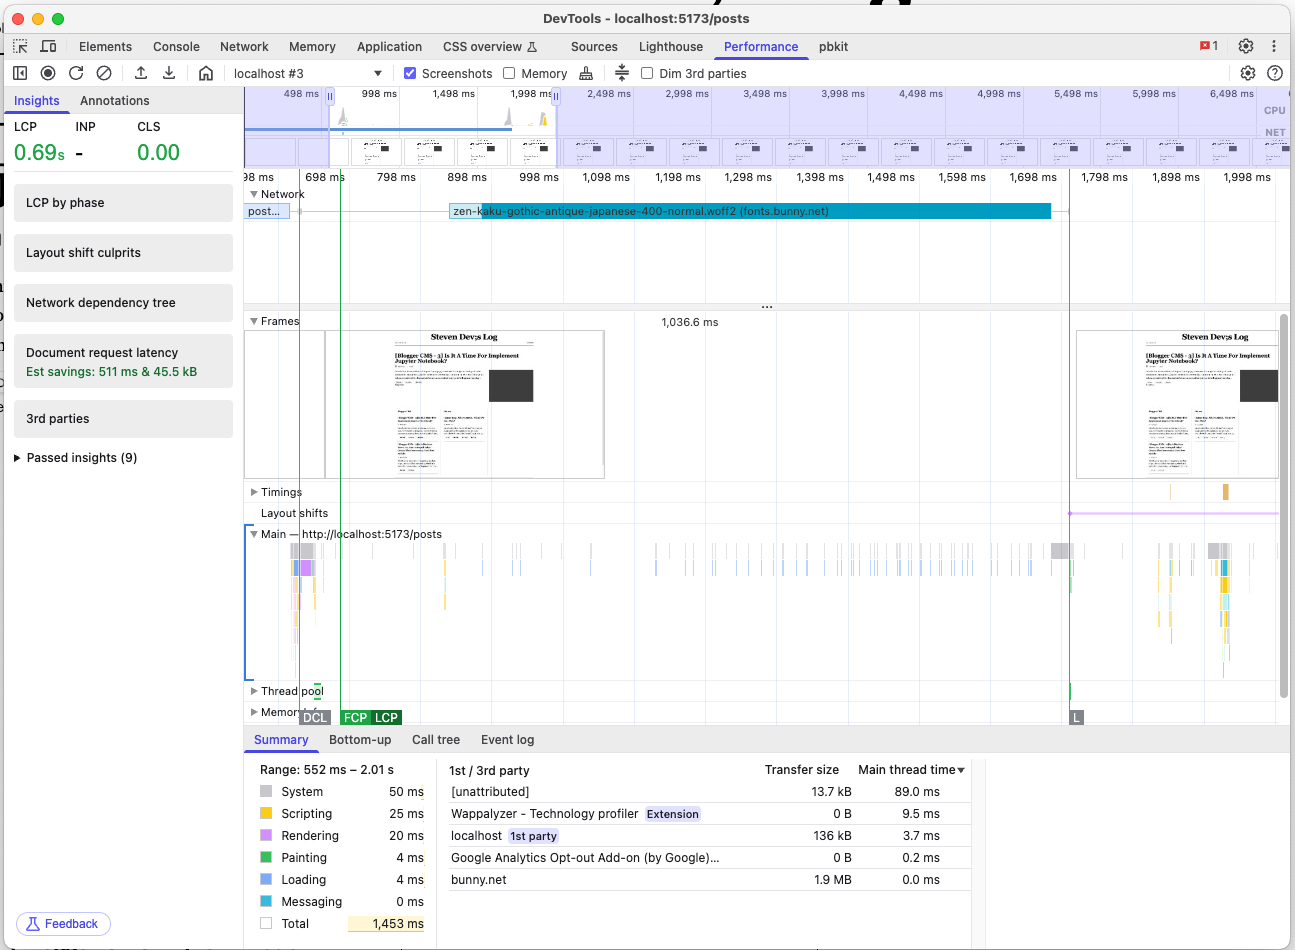 DevTools - localhost:5173/posts
Elements Console Network Memory Application CSS overview Sources Lighthouse Performance pbkit 1
localhost #3 Screenshots Memory Dim 3rd parties
Insights Annotations
LCP INP CLS
0.69s - 0.00
LCP by phase
Layout shift culprits
Network dependency tree
Document request latency
Est savings: 511 ms & 45.5 kB
3rd parties
Passed insights (9)
Feedback
498 ms 998 ms 1,498 ms 1,998 ms 2,498 ms 2,998 ms 3,498 ms 3,998 ms 4,498 ms 4,998 ms 5,498 ms 5,998 ms 6,498 ms
CPU
NET
98 ms 698 ms 798 ms 898 ms 998 ms 1,098 ms 1,198 ms 1,298 ms 1,398 ms 1,498 ms 1,598 ms 1,698 ms 1,798 ms 1,898 ms 1,998 ms
Network
post... zen-kaku-gothic-antique-japanese-400-normal.woff2 (fonts.bunny.net)
Frames 1,036.6 ms
Steven Dev;s Log Steven Dev;s Log
[Blogger CMS - 3] Is It A Time For Implement [Blogger CMS - 3] Is It A Time For Implement
Jupyter Notebook? Jupyter Notebook?
Timings
Layout shifts
Main — http://localhost:5173/posts
Thread pool
Memory
DCL FCP LCP L
Summary Bottom-up Call tree Event log
Range: 552 ms – 2.01 s
System 50 ms
Scripting 25 ms
Rendering 20 ms
Painting 4 ms
Loading 4 ms
Messaging 0 ms
Total 1,453 ms
1st / 3rd party Transfer size Main thread time
[unattributed] 13.7 kB 89.0 ms
Wappalyzer - Technology profiler Extension 0 B 9.5 ms
localhost 1st party 136 kB 3.7 ms
Google Analytics Opt-out Add-on (by Google)… 0 B 0.2 ms
bunny.net 1.9 MB 0.0 ms